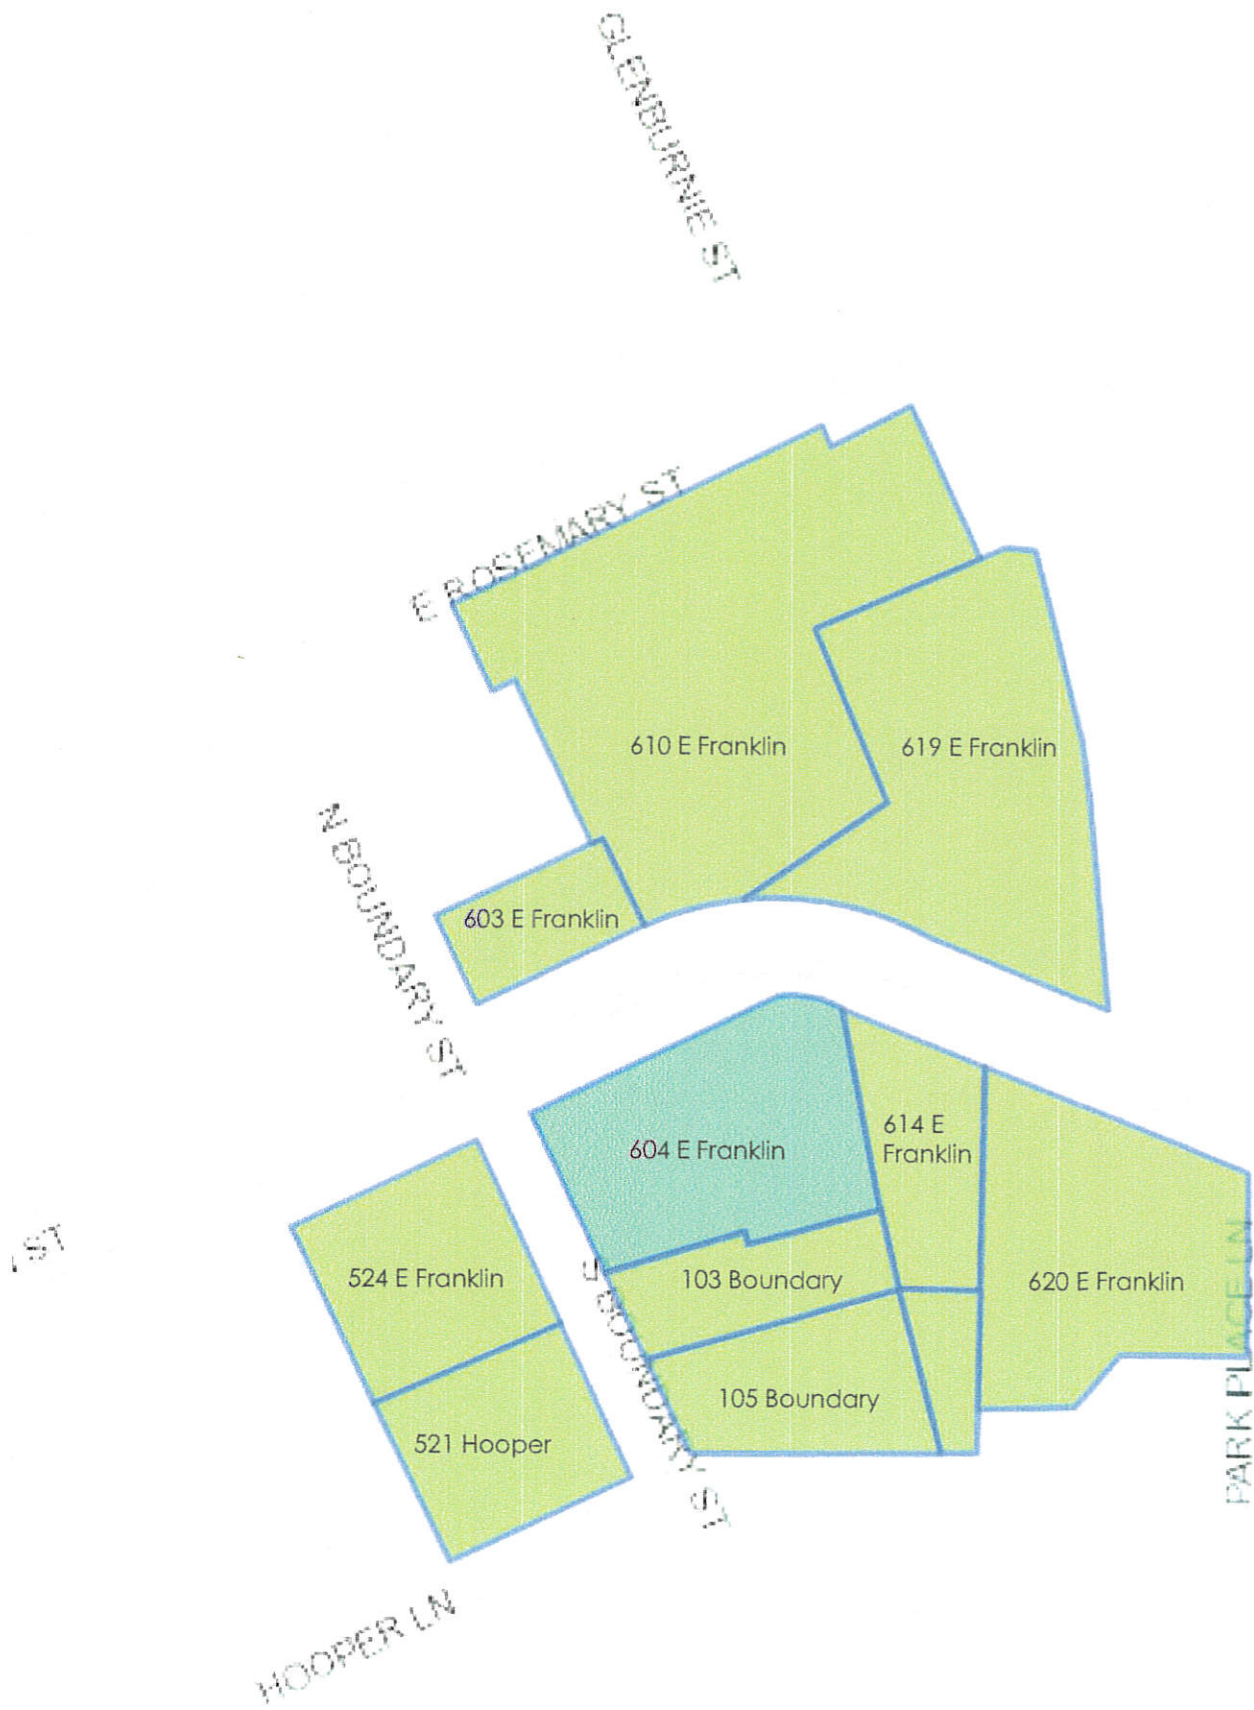 GLENBURNIE ST
E ROSEMARY ST
610 E Franklin
619 E Franklin
N BOUNDARY ST
603 E Franklin
604 E Franklin
614 E
Franklin
ST
524 E Franklin
S BOUNDARY ST
103 Boundary
620 E Franklin
105 Boundary
521 Hooper
PARK PLACE LN
HOOPER LN